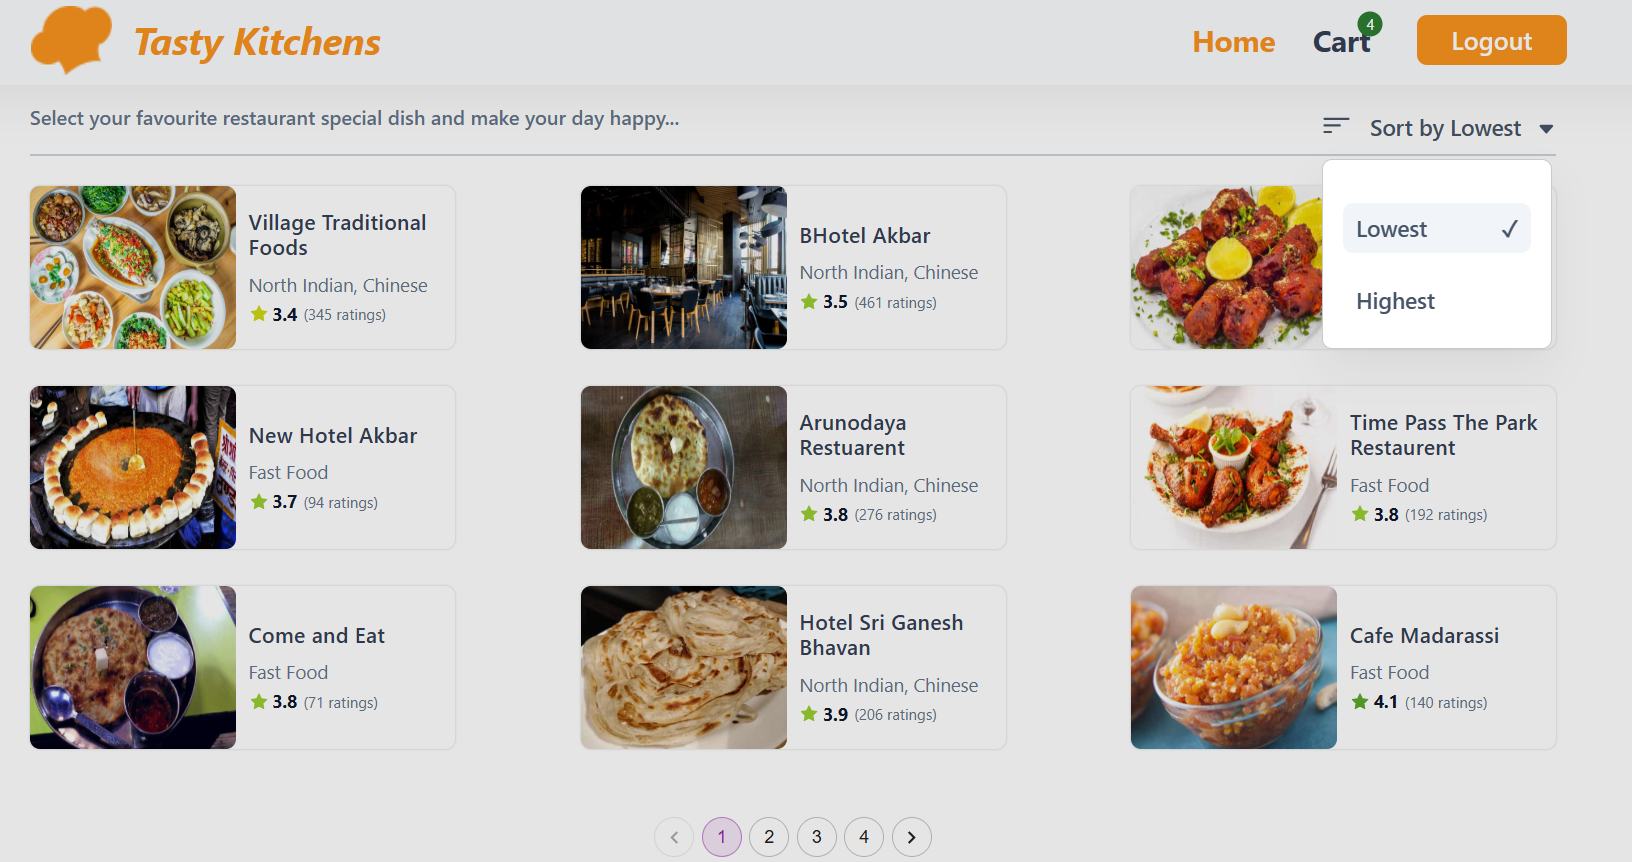 Tasty Kitchens
Home
Cart
4
Logout
Select your favourite restaurant special dish and make your day happy...
Sort by Lowest
Lowest
Highest
Village Traditional
Foods
North Indian, Chinese
3.4 (345 ratings)
BHotel Akbar
North Indian, Chinese
3.5 (461 ratings)
New Hotel Akbar
Fast Food
3.7 (94 ratings)
Arunodaya
Restuarent
North Indian, Chinese
3.8 (276 ratings)
Time Pass The Park
Restaurent
Fast Food
3.8 (192 ratings)
Come and Eat
Fast Food
3.8 (71 ratings)
Hotel Sri Ganesh
Bhavan
North Indian, Chinese
3.9 (206 ratings)
Cafe Madarassi
Fast Food
4.1 (140 ratings)
1 2 3 4